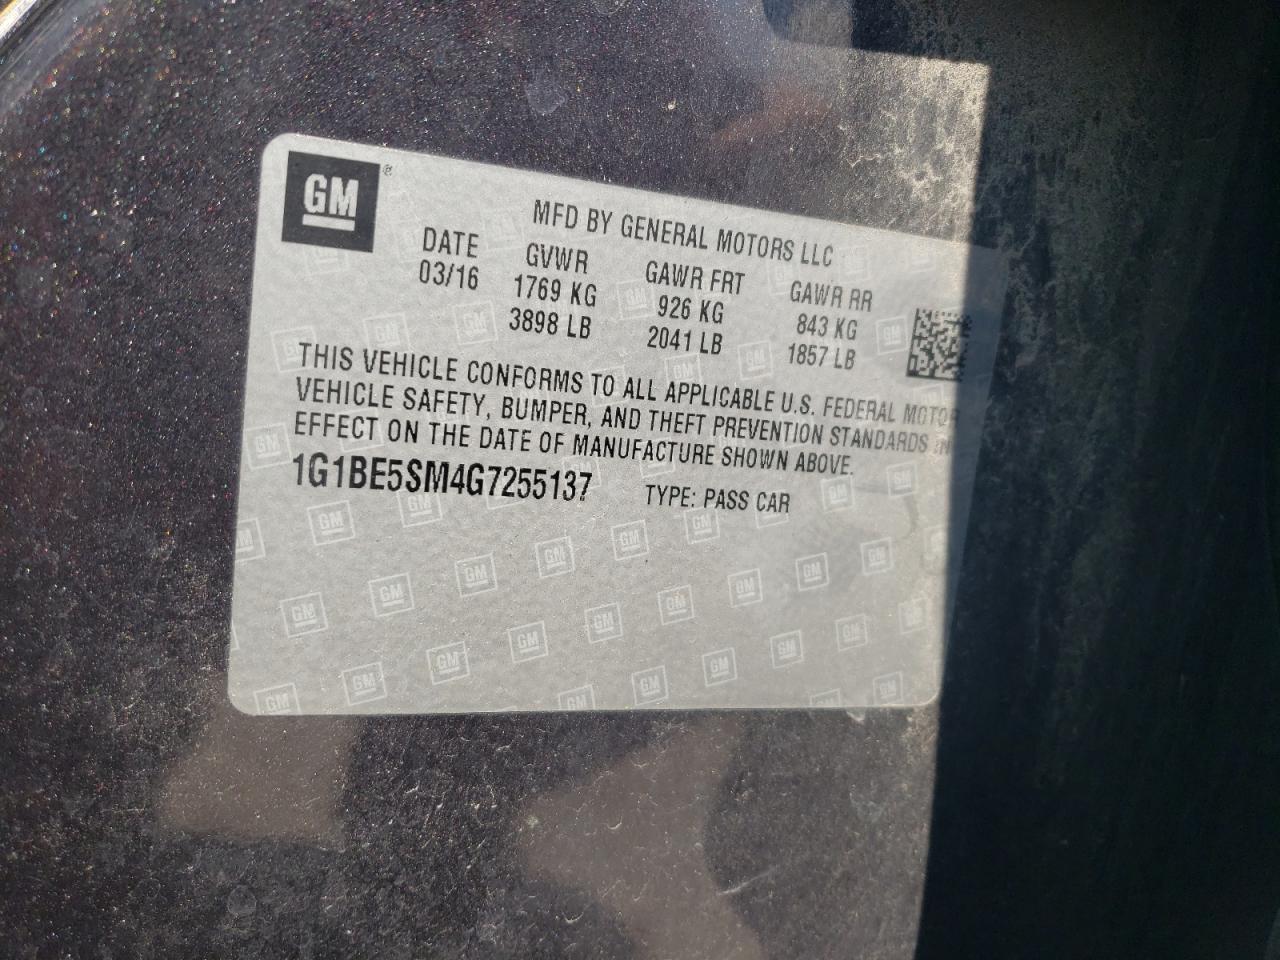 GM
MFD BY GENERAL MOTORS LLC
DATE GVWR GAWR FRT GAWR RR
03/16 1769 KG 926 KG 843 KG
3898 LB 2041 LB 1857 LB
THIS VEHICLE CONFORMS TO ALL APPLICABLE U.S. FEDERAL MOTOR
VEHICLE SAFETY, BUMPER, AND THEFT PREVENTION STANDARDS IN
EFFECT ON THE DATE OF MANUFACTURE SHOWN ABOVE.
1G1BE5SM4G7255137 TYPE: PASS CAR